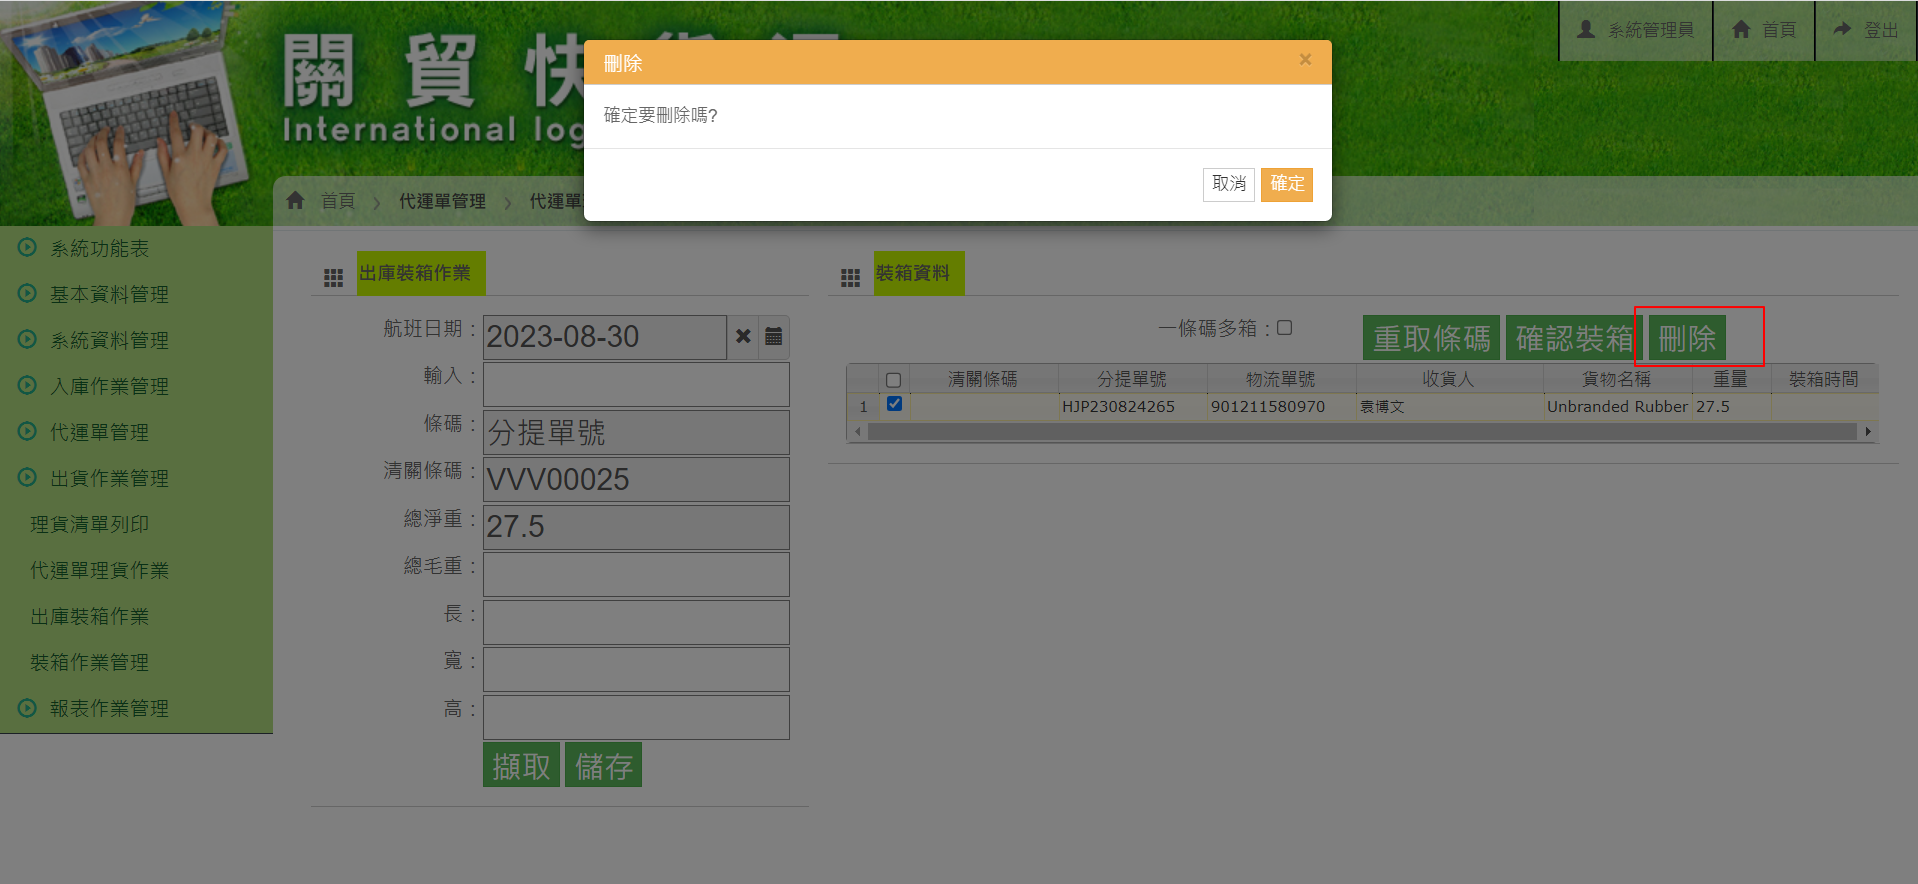 關貿快
International log
系統管理員
首頁
登出
刪除
×
確定要刪除嗎?
取消
確定
首頁
代運單管理
代運單
系統功能表
基本資料管理
系統資料管理
入庫作業管理
代運單管理
出貨作業管理
理貨清單列印
代運單理貨作業
出庫裝箱作業
裝箱作業管理
報表作業管理
出庫裝箱作業
航班日期 : 2023-08-30
輸入 :
條碼 : 分提單號
清關條碼 : VVV00025
總淨重 : 27.5
總毛重 :
長 :
寬 :
高 :
擷取 儲存
裝箱資料
一條碼多箱 :
重取條碼 確認裝箱 刪除
清關條碼 分提單號 物流單號 收貨人 貨物名稱 重量 裝箱時間
1 HJP230824265 901211580970 袁博文 Unbranded Rubber 27.5